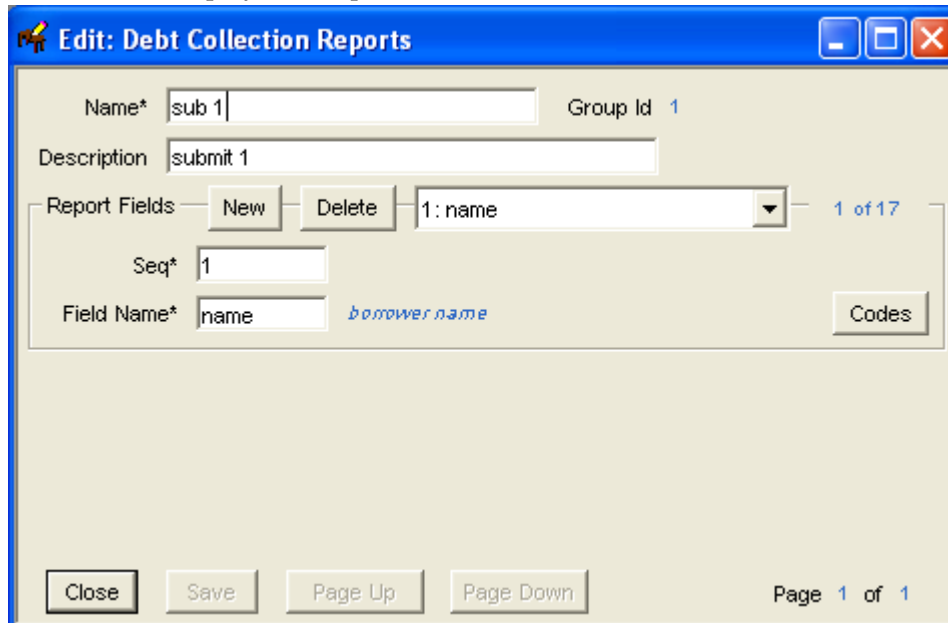 Edit: Debt Collection Reports
Name* sub 1 Group Id 1
Description submit 1
Report Fields New Delete 1: name 1 of 17
Seq* 1
Field Name* name borrower name Codes
Close Save Page Up Page Down Page 1 of 1